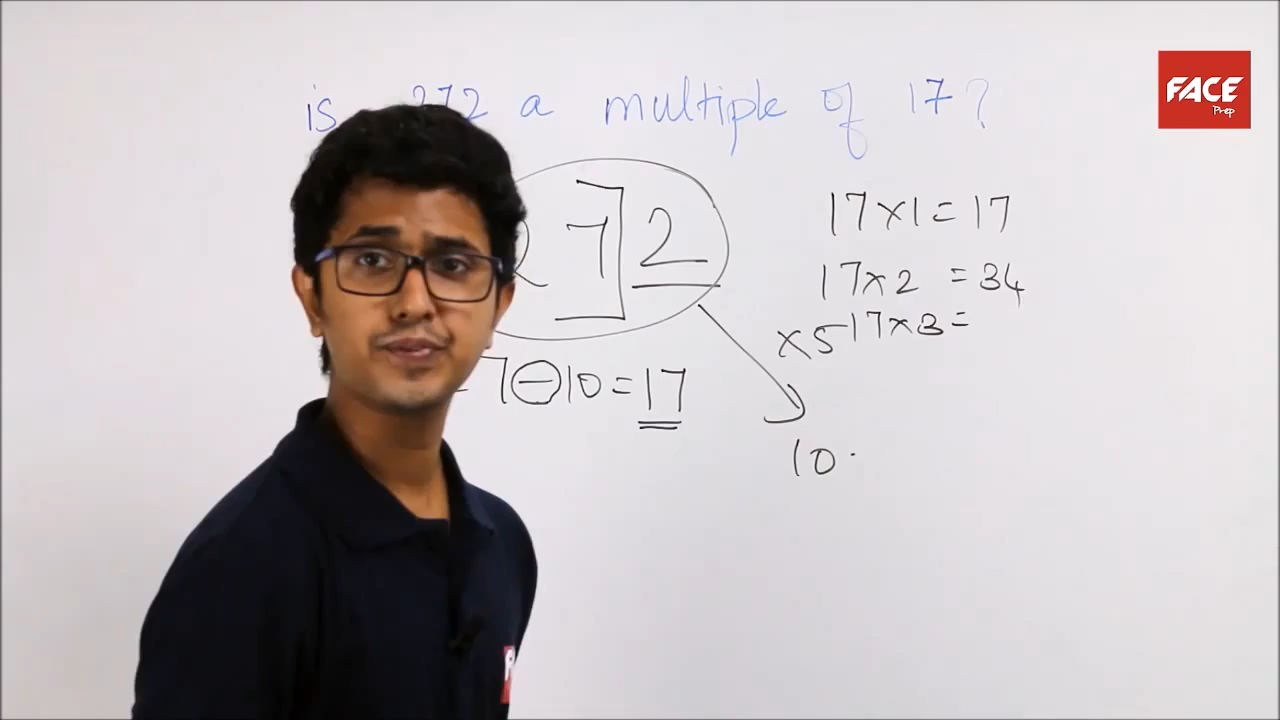 is 272 a multiple of 17?
FACE
Prep
7 2
17×1=17
17×2 =34
×5 17×3=
7-10=17
10